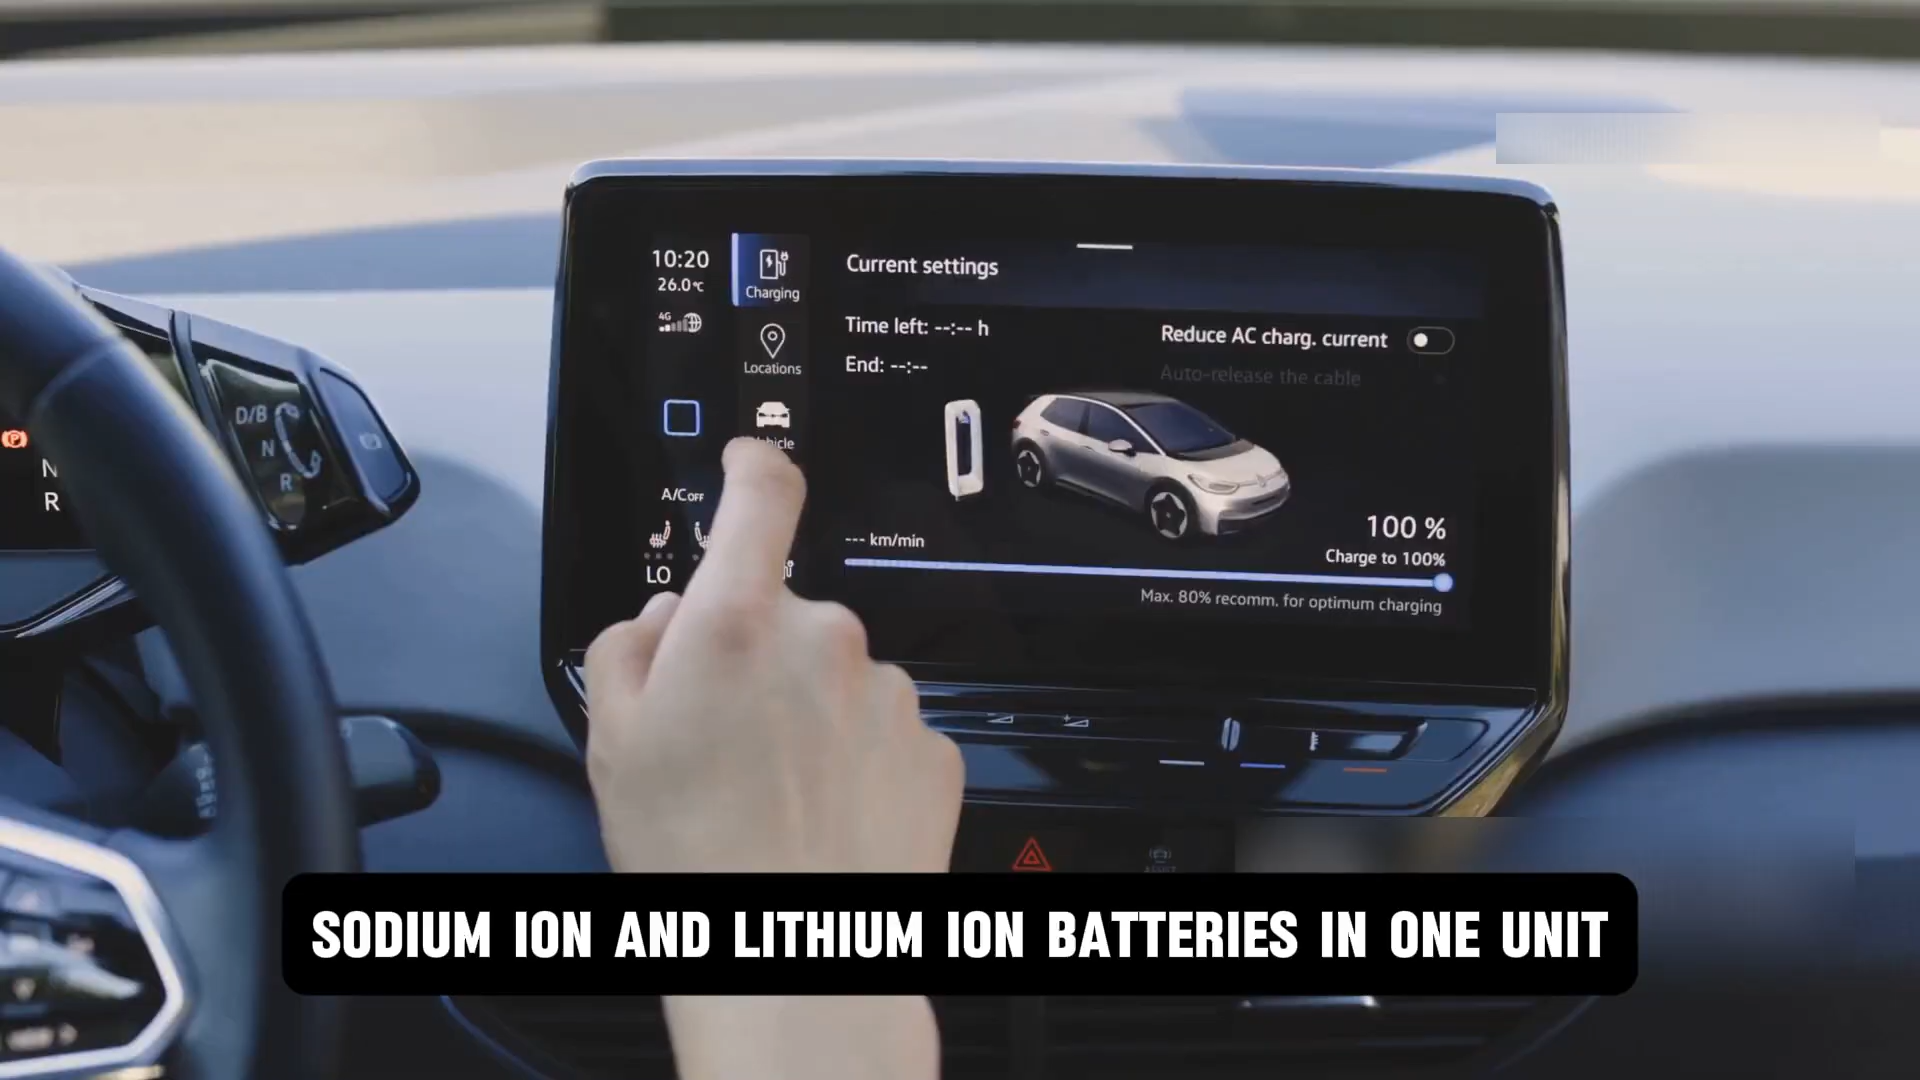 10:20
26.0°C
4G
Charging
Locations
A/C OFF
LO
Current settings
Time left: --:-- h
End: --:--
Reduce AC charg. current
Auto-release the cable
--- km/min
100 %
Charge to 100%
Max. 80% recomm. for optimum charging
D/B
N
R
P
N
R
ASSIST
SODIUM ION AND LITHIUM ION BATTERIES IN ONE UNIT